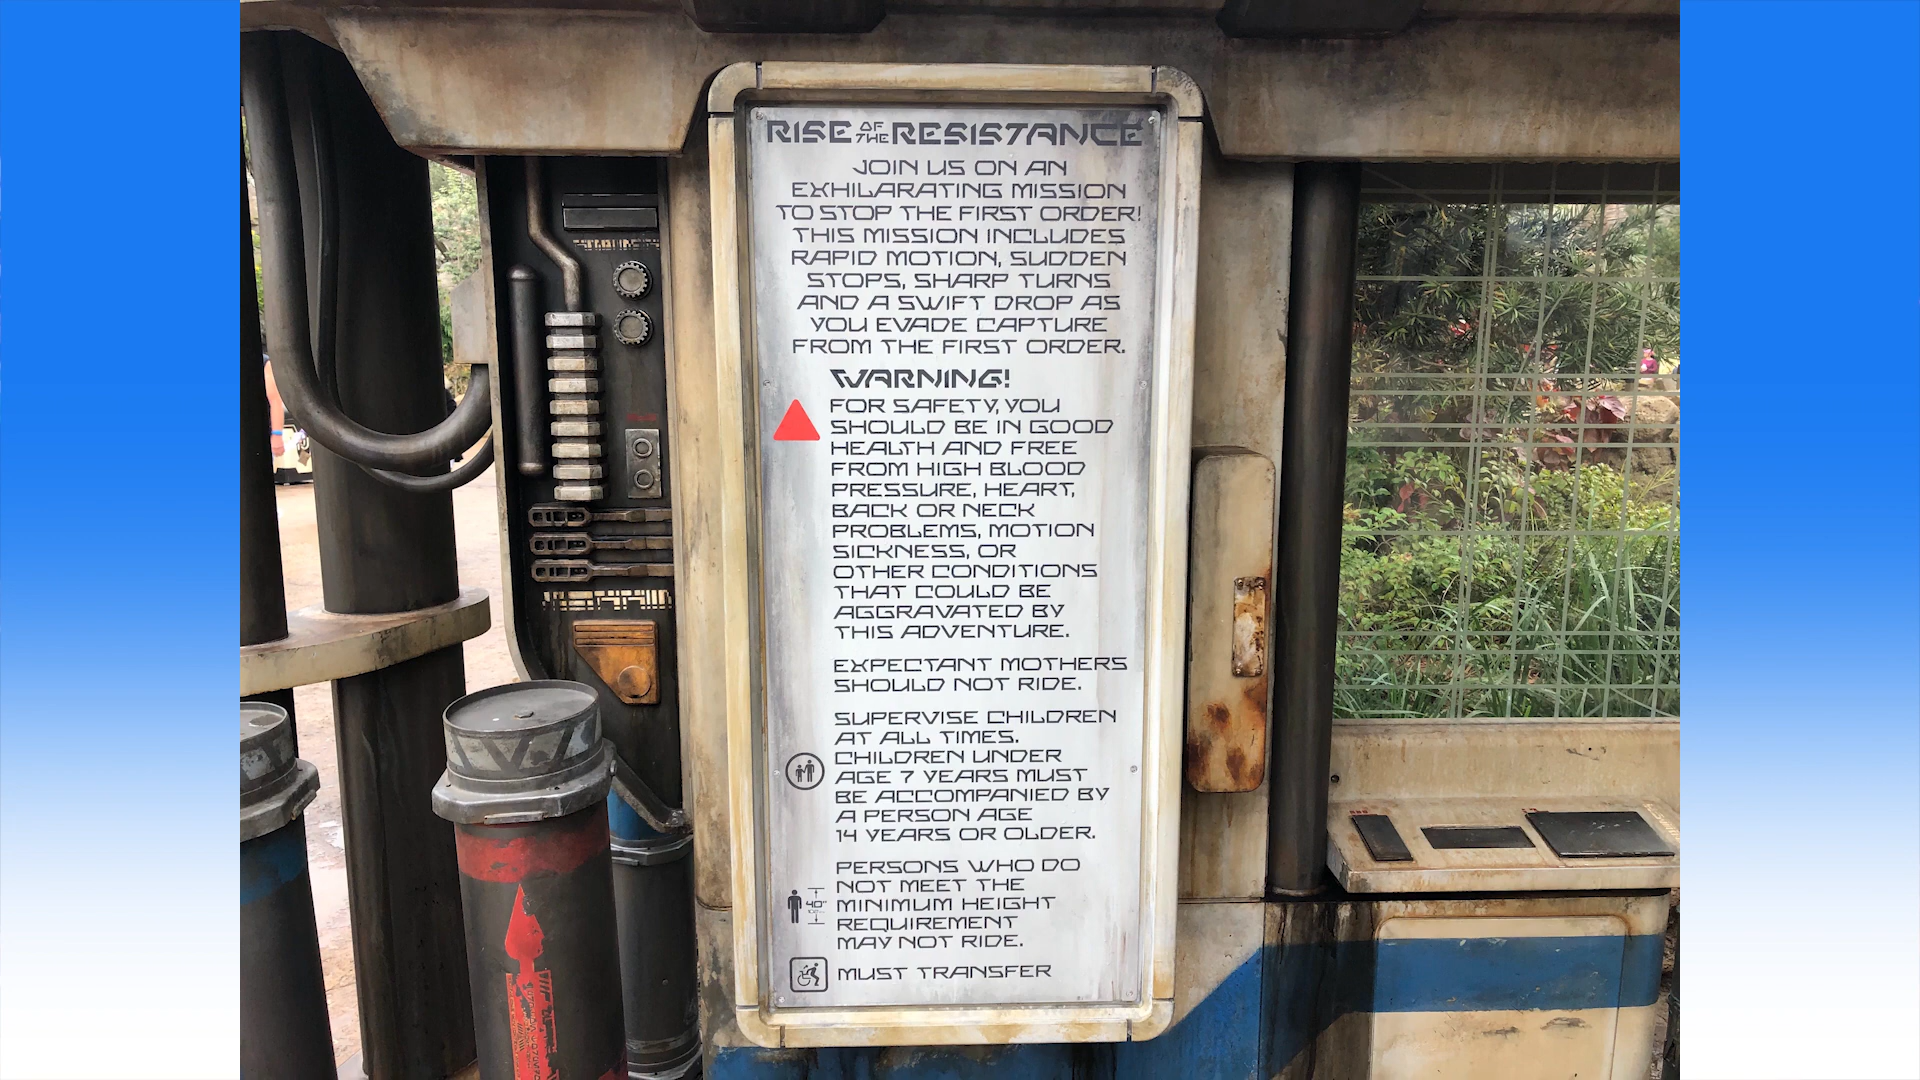 RISE OF THE RESISTANCE
JOIN US ON AN
EXHILARATING MISSION
TO STOP THE FIRST ORDER!
THIS MISSION INCLUDES
RAPID MOTION, SUDDEN
STOPS, SHARP TURNS
AND A SWIFT DROP AS
YOU EVADE CAPTURE
FROM THE FIRST ORDER.
WARNING!
FOR SAFETY, YOU
SHOULD BE IN GOOD
HEALTH AND FREE
FROM HIGH BLOOD
PRESSURE, HEART,
BACK OR NECK
PROBLEMS, MOTION
SICKNESS, OR
OTHER CONDITIONS
THAT COULD BE
AGGRAVATED BY
THIS ADVENTURE.
EXPECTANT MOTHERS
SHOULD NOT RIDE.
SUPERVISE CHILDREN
AT ALL TIMES.
CHILDREN UNDER
AGE 7 YEARS MUST
BE ACCOMPANIED BY
A PERSON AGE
14 YEARS OR OLDER.
PERSONS WHO DO
NOT MEET THE
MINIMUM HEIGHT
REQUIREMENT
MAY NOT RIDE.
40"
MUST TRANSFER